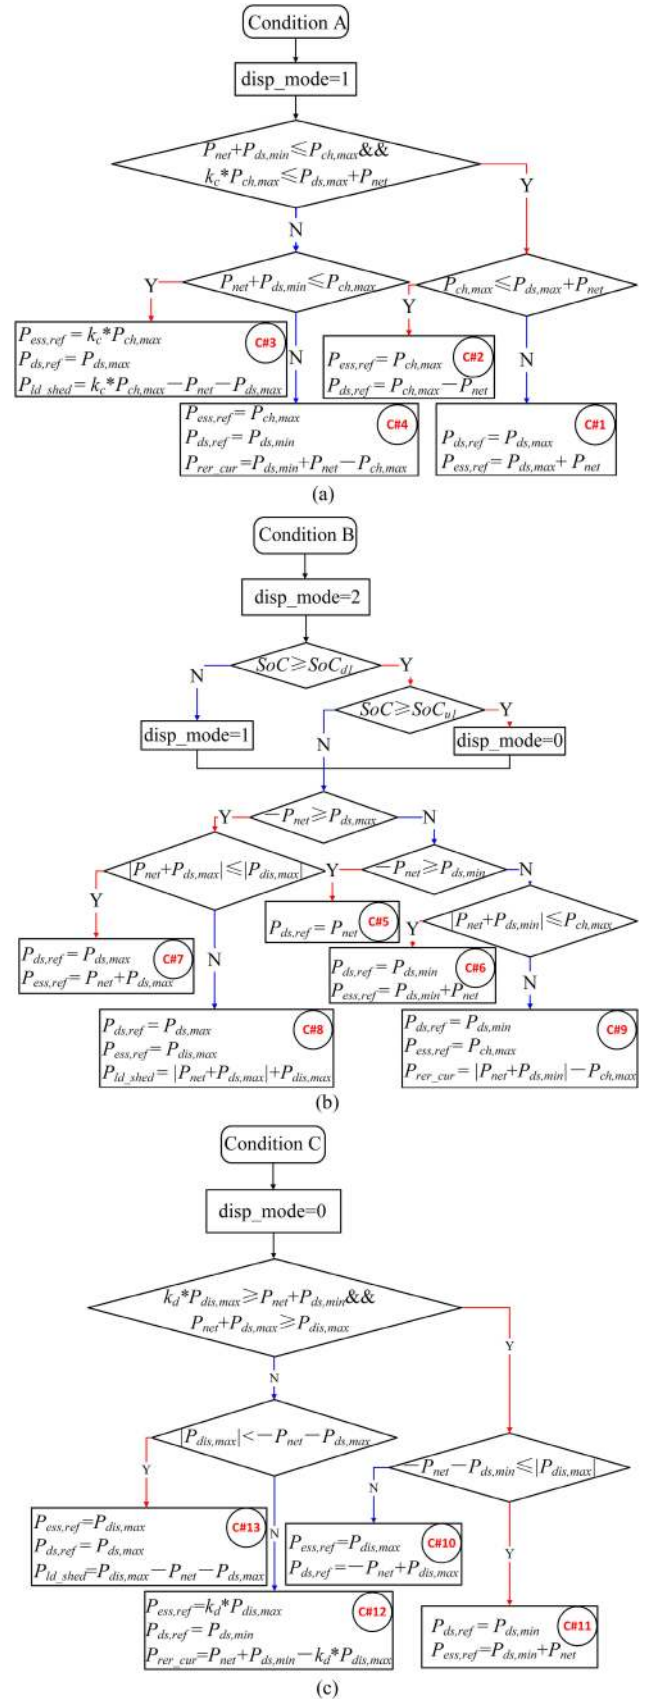 Condition A
disp_mode=1
P_net+P_ds,min≤P_ch,max&&
k_c*P_ch,max≤P_ds,max+P_net
Y
N
Y
P_net+P_ds,min≤P_ch,max
P_ch,max≤P_ds,max+P_net
Y
P_ess,ref = k_c*P_ch,max
P_ds,ref = P_ds,max
P_ld_shed = k_c*P_ch,max−P_net−P_ds,max
C#3
N
P_ess,ref=P_ch,max
P_ds,ref=P_ch,max−P_net
C#2
N
P_ess,ref=P_ch,max
P_ds,ref=P_ds,min
P_rer_cur=P_ds,min+P_net−P_ch,max
C#4
P_ds,ref=P_ds,max
P_ess,ref=P_ds,max+P_net
C#1
(a)
Condition B
disp_mode=2
SoC≥SoC_dl
N
Y
SoC≥SoC_ul
Y
disp_mode=1
N
disp_mode=0
−P_net≥P_ds,max
Y
N
|P_net+P_ds,max|≤|P_dis,max|
Y
−P_net≥P_ds,min
N
Y
P_ds,ref=P_net
C#5
Y
|P_net+P_ds,min|≤P_ch,max
P_ds,ref=P_ds,max
P_ess,ref=P_net+P_ds,max
C#7
N
P_ds,ref=P_ds,min
P_ess,ref=P_ds,min+P_net
C#6
N
P_ds,ref=P_ds,max
P_ess,ref=P_dis,max
P_ld_shed=|P_net+P_ds,max|+P_dis,max
C#8
P_ds,ref=P_ds,min
P_ess,ref=P_ch,max
P_rer_cur=|P_net+P_ds,min|−P_ch,max
C#9
(b)
Condition C
disp_mode=0
k_d*P_dis,max≥P_net+P_ds,min&&
P_net+P_ds,max≥P_dis,max
Y
N
|P_dis,max|<−P_net−P_ds,max
Y
−P_net−P_ds,min≤|P_dis,max|
N
P_ess,ref=P_dis,max
P_ds,ref=P_ds,max
P_ld_shed=P_dis,max−P_net−P_ds,max
C#13
N
P_ess,ref=P_dis,max
P_ds,ref=−P_net+P_dis,max
C#10
Y
P_ess,ref=k_d*P_dis,max
P_ds,ref=P_ds,min
P_rer_cur=P_net+P_ds,min−k_d*P_dis,max
C#12
P_ds,ref=P_ds,min
P_ess,ref=P_ds,min+P_net
C#11
(c)